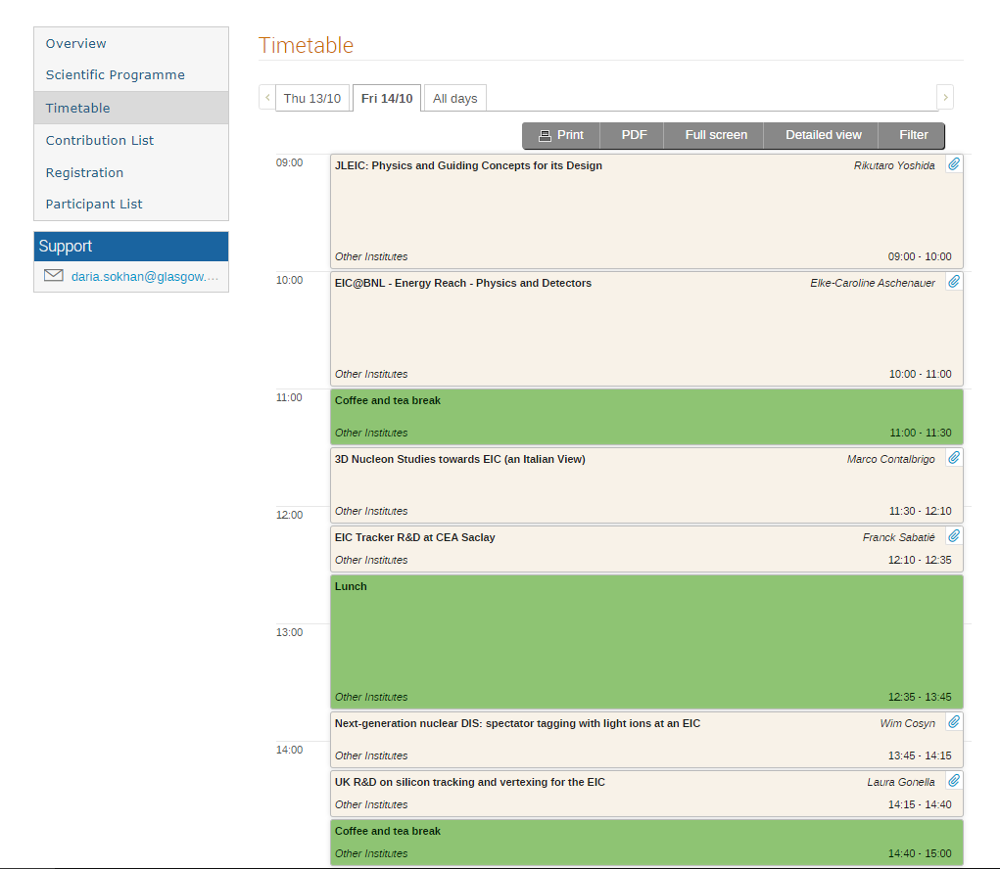 Overview
Scientific Programme
Timetable
Contribution List
Registration
Participant List
Support
daria.sokhan@glasgow....
Timetable
Thu 13/10 Fri 14/10 All days
Print PDF Full screen Detailed view Filter
09:00
JLEIC: Physics and Guiding Concepts for its Design Rikutaro Yoshida
Other Institutes 09:00 - 10:00
10:00
EIC@BNL - Energy Reach - Physics and Detectors Elke-Caroline Aschenauer
Other Institutes 10:00 - 11:00
11:00
Coffee and tea break
Other Institutes 11:00 - 11:30
3D Nucleon Studies towards EIC (an Italian View) Marco Contalbrigo
Other Institutes 11:30 - 12:10
12:00
EIC Tracker R&D at CEA Saclay Franck Sabatié
Other Institutes 12:10 - 12:35
Lunch
13:00
Other Institutes 12:35 - 13:45
Next-generation nuclear DIS: spectator tagging with light ions at an EIC Wim Cosyn
14:00
Other Institutes 13:45 - 14:15
UK R&D on silicon tracking and vertexing for the EIC Laura Gonella
Other Institutes 14:15 - 14:40
Coffee and tea break
Other Institutes 14:40 - 15:00